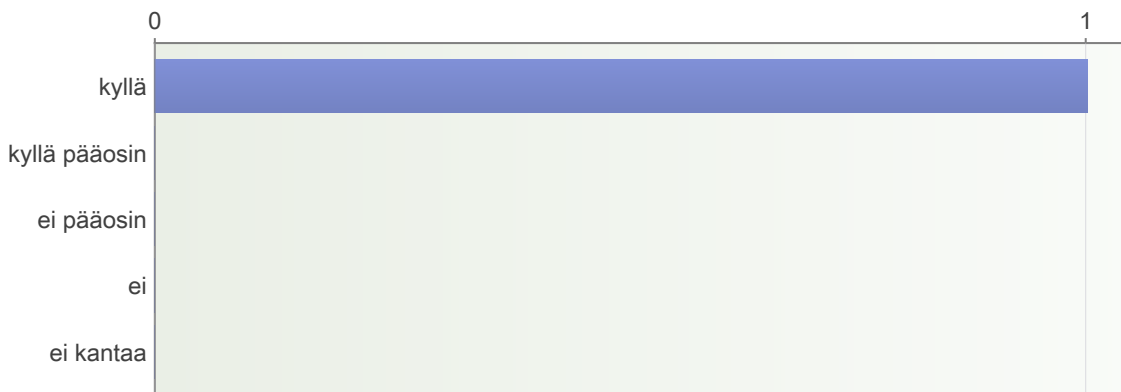 0 1
kyllä
kyllä pääosin
ei pääosin
ei
ei kantaa